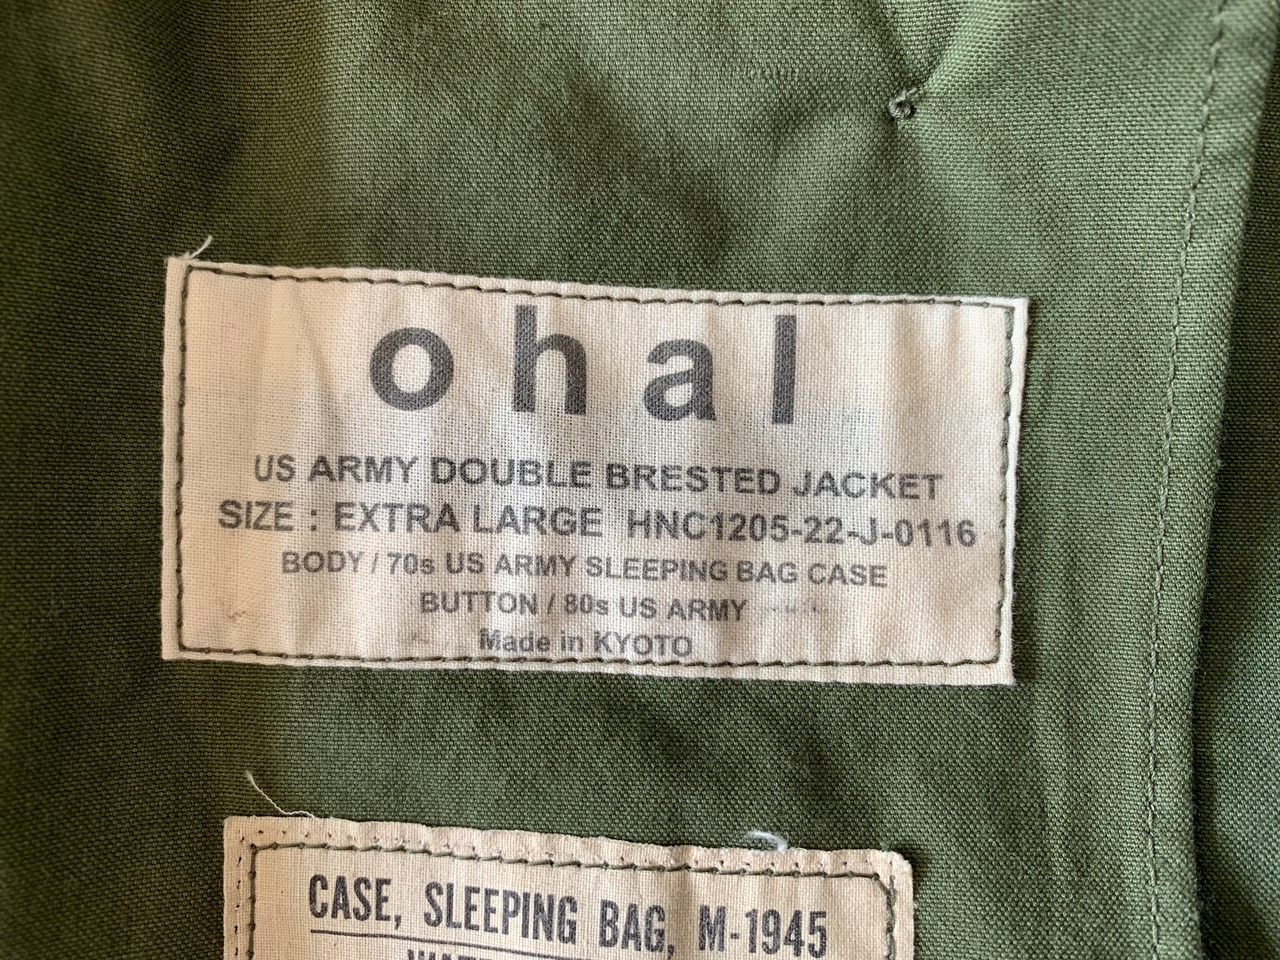 ohal
US ARMY DOUBLE BRESTED JACKET
SIZE : EXTRA LARGE HNC1205-22-J-0116
BODY / 70s US ARMY SLEEPING BAG CASE
BUTTON / 80s US ARMY
Made in KYOTO
CASE, SLEEPING BAG, M-1945